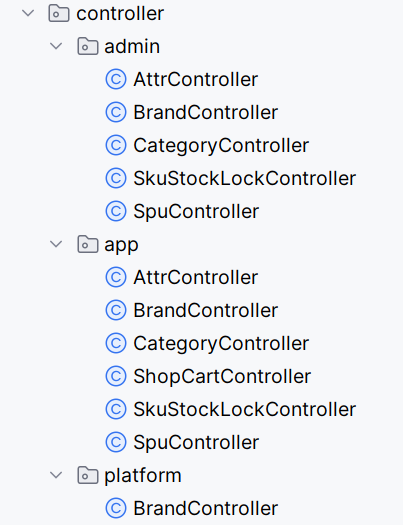 controller
admin
AttrController
BrandController
CategoryController
SkuStockLockController
SpuController
app
AttrController
BrandController
CategoryController
ShopCartController
SkuStockLockController
SpuController
platform
BrandController